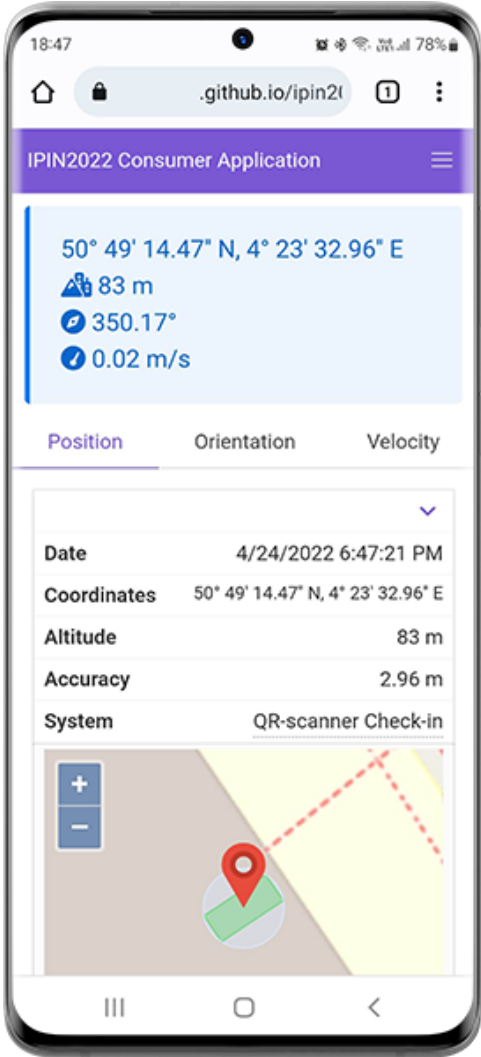 18:47
78%
.github.io/ipin20
1
IPIN2022 Consumer Application
50° 49' 14.47" N, 4° 23' 32.96" E
83 m
350.17°
0.02 m/s
Position Orientation Velocity
Date 4/24/2022 6:47:21 PM
Coordinates 50° 49' 14.47" N, 4° 23' 32.96" E
Altitude 83 m
Accuracy 2.96 m
System QR-scanner Check-in
+
−